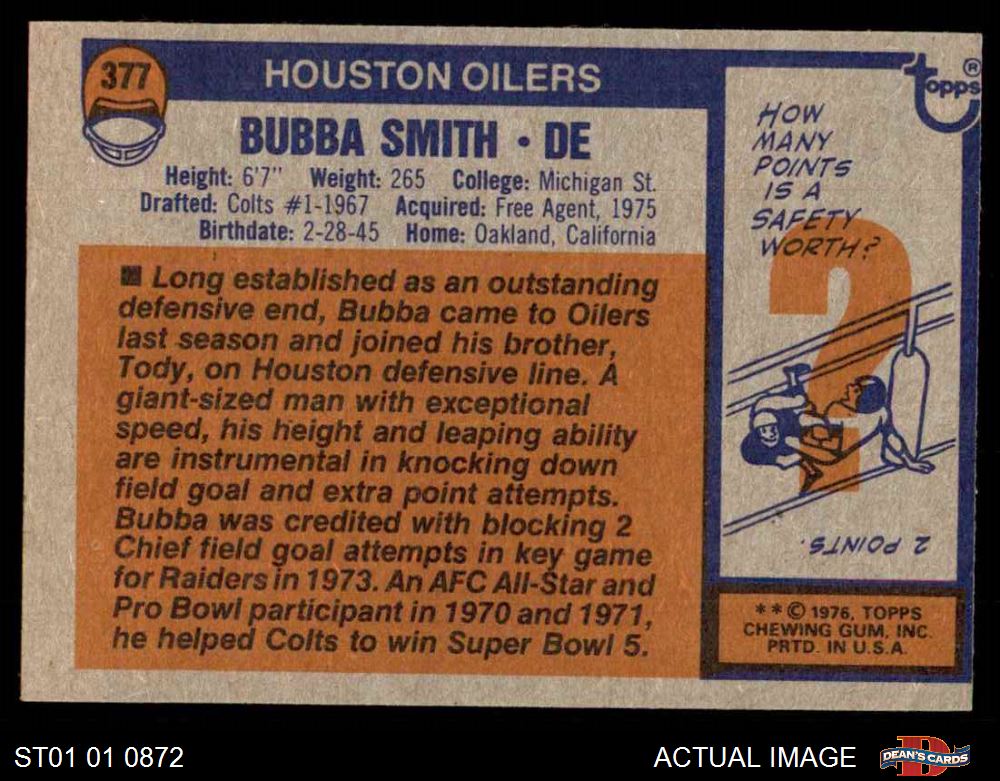 377
HOUSTON OILERS
BUBBA SMITH • DE
Height: 6'7" Weight: 265 College: Michigan St.
Drafted: Colts #1-1967 Acquired: Free Agent, 1975
Birthdate: 2-28-45 Home: Oakland, California
■ Long established as an outstanding
defensive end, Bubba came to Oilers
last season and joined his brother,
Tody, on Houston defensive line. A
giant-sized man with exceptional
speed, his height and leaping ability
are instrumental in knocking down
field goal and extra point attempts.
Bubba was credited with blocking 2
Chief field goal attempts in key game
for Raiders in 1973. An AFC All-Star and
Pro Bowl participant in 1970 and 1971,
he helped Colts to win Super Bowl 5.
topps®
HOW
MANY
POINTS
IS A
SAFETY
WORTH?
?
2 POINTS.
**© 1976, TOPPS
CHEWING GUM, INC.
PRTD. IN U.S.A.
ST01 01 0872
ACTUAL IMAGE
D
DEAN'S CARDS